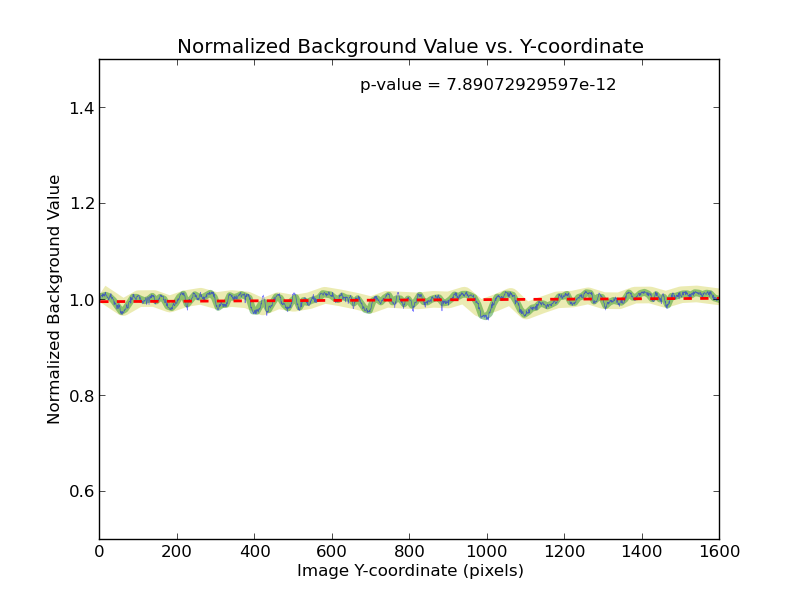 Normalized Background Value vs. Y-coordinate
p-value = 7.89072929597e-12
Normalized Background Value
1.4
1.2
1.0
0.8
0.6
0 200 400 600 800 1000 1200 1400 1600
Image Y-coordinate (pixels)